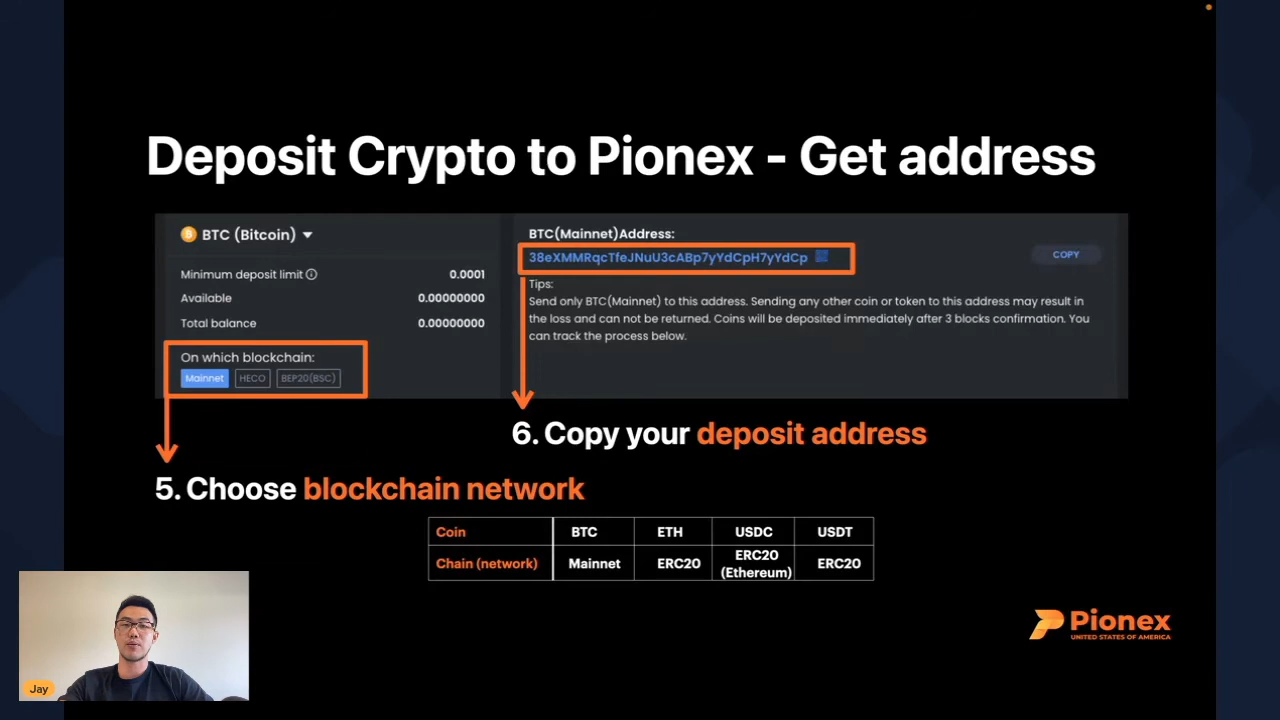 Deposit Crypto to Pionex - Get address
BTC (Bitcoin)
Minimum deposit limit
0.0001
Available
0.00000000
Total balance
0.00000000
On which blockchain:
Mainnet
HECO
BEP20(BSC)
BTC(Mainnet)Address:
38eXMMRqcTfeJNuU3cABp7yYdCpH7yYdCp
COPY
Tips:
Send only BTC(Mainnet) to this address. Sending any other coin or token to this address may result in
the loss and can not be returned. Coins will be deposited immediately after 3 blocks confirmation. You
can track the process below.
6. Copy your deposit address
5. Choose blockchain network
Coin BTC ETH USDC USDT
Chain (network) Mainnet ERC20 ERC20 (Ethereum) ERC20
Jay
Pionex
UNITED STATES OF AMERICA